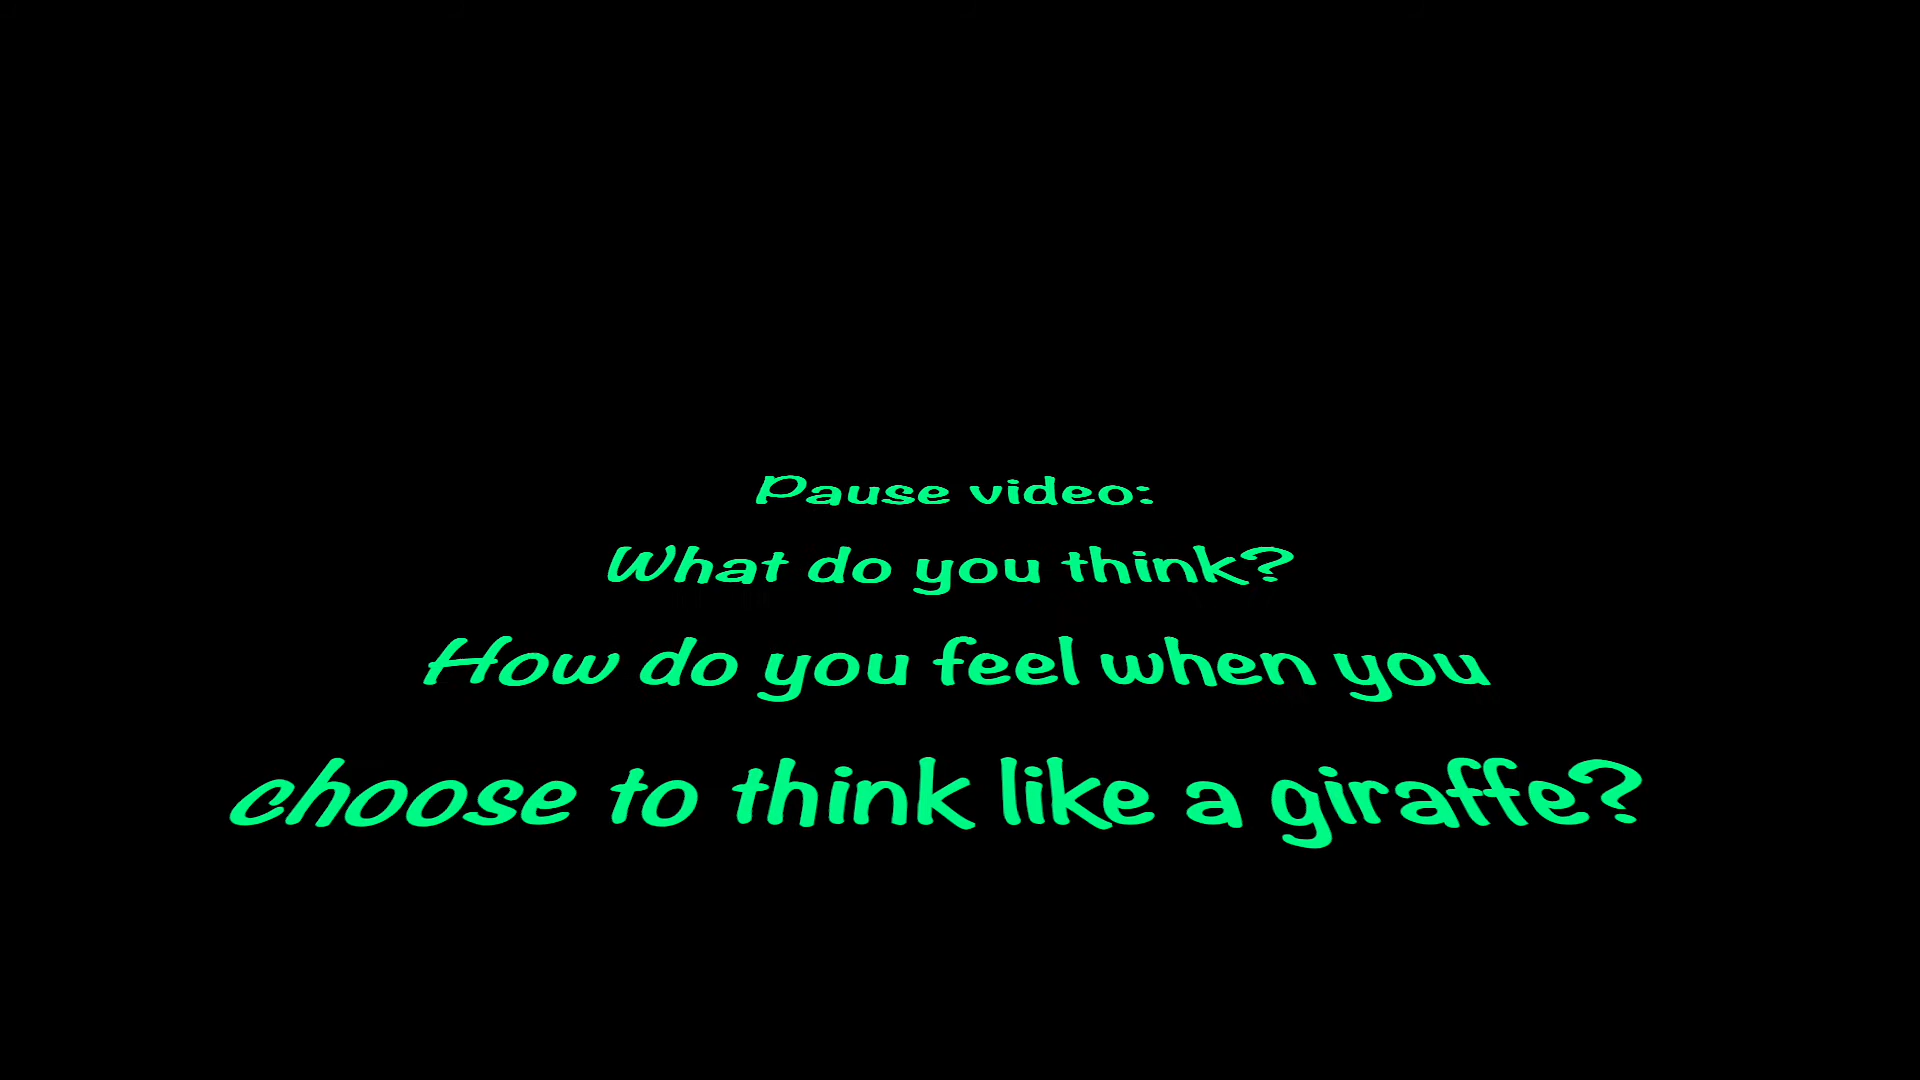 Pause video:
What do you think?
How do you feel when you
choose to think like a giraffe?